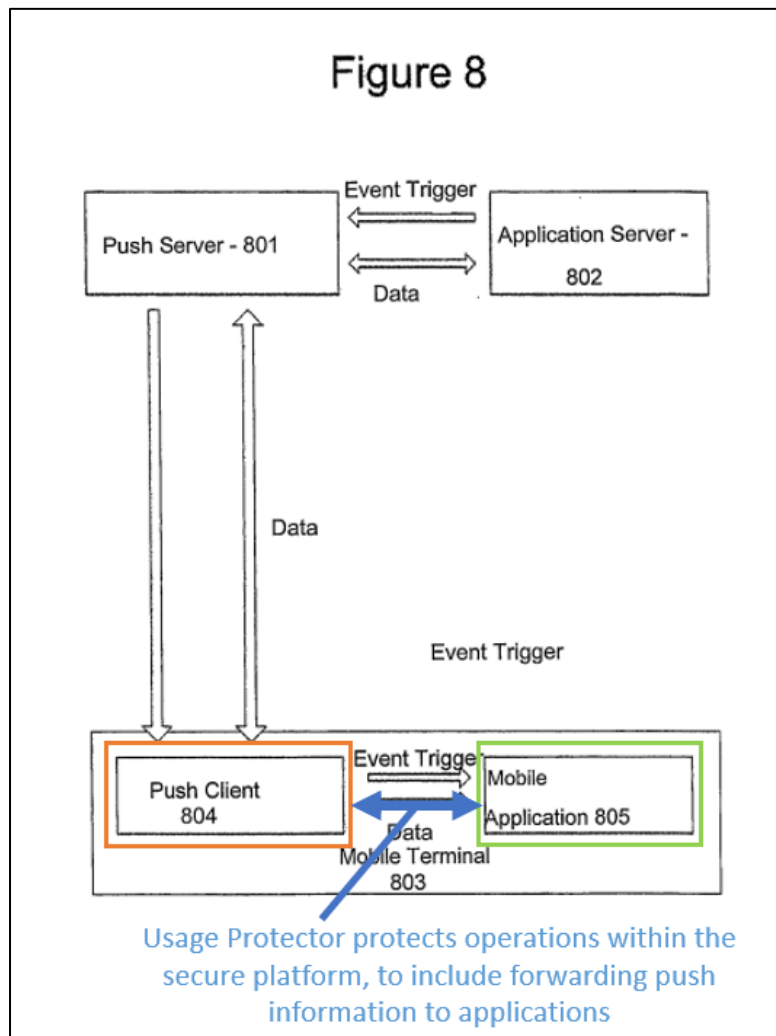 Figure 8
Event Trigger
Push Server - 801
Application Server -
802
Data
Data
Event Trigger
Event Trigger
Push Client
804
Mobile
Application 805
Data
Mobile Terminal
803
Usage Protector protects operations within the
secure platform, to include forwarding push
information to applications